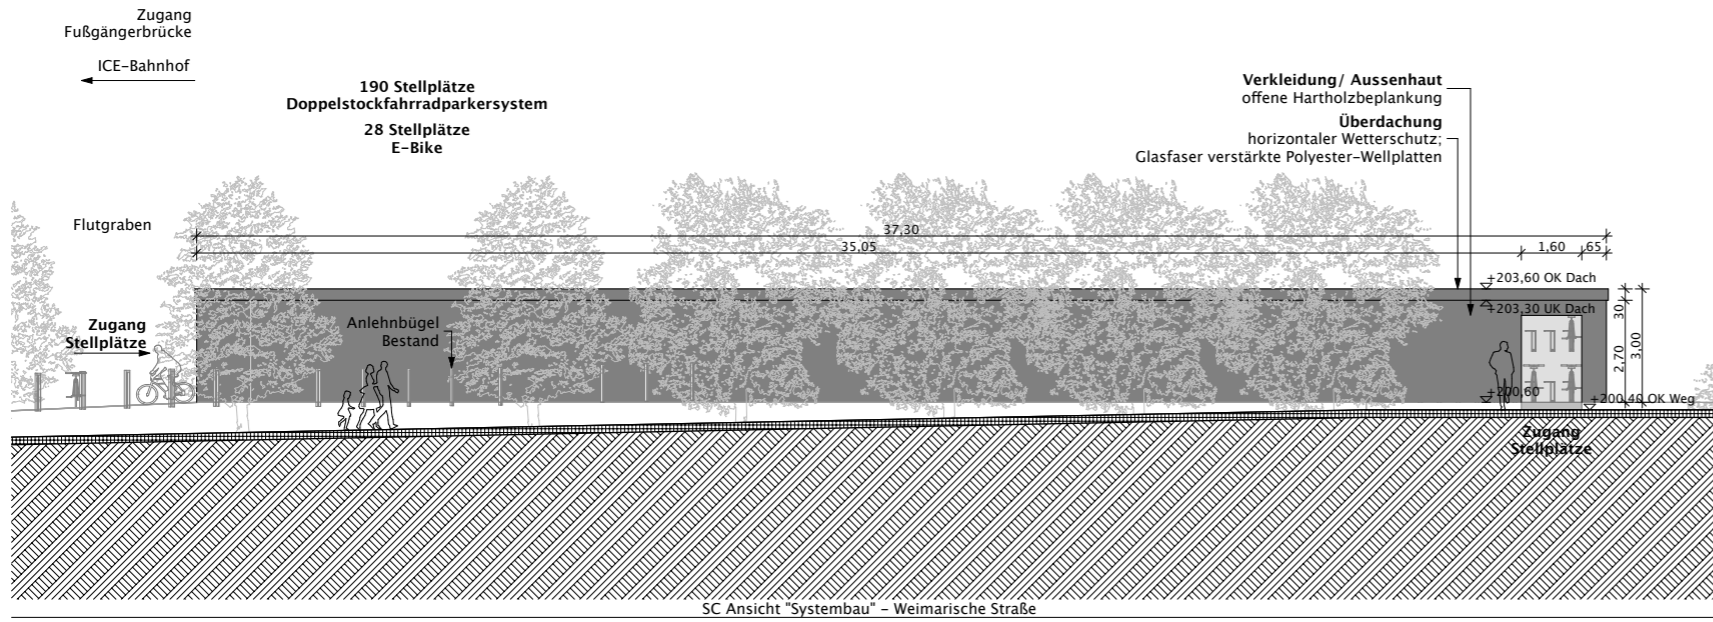 Zugang
Fußgängerbrücke
ICE-Bahnhof
190 Stellplätze
Doppelstockfahrradparkersystem
28 Stellplätze
E-Bike
Verkleidung/ Aussenhaut
offene Hartholzbeplankung
Überdachung
horizontaler Wetterschutz;
Glasfaser verstärkte Polyester-Wellplatten
Flutgraben
37,30
35,05
1,60
65
+203,60 OK Dach
+203,30 UK Dach
30
2,70
3,00
Zugang
Stellplätze
Anlehnbügel
Bestand
+200,60
+200,40 OK Weg
Zugang
Stellplätze
SC Ansicht "Systembau" - Weimarische Straße